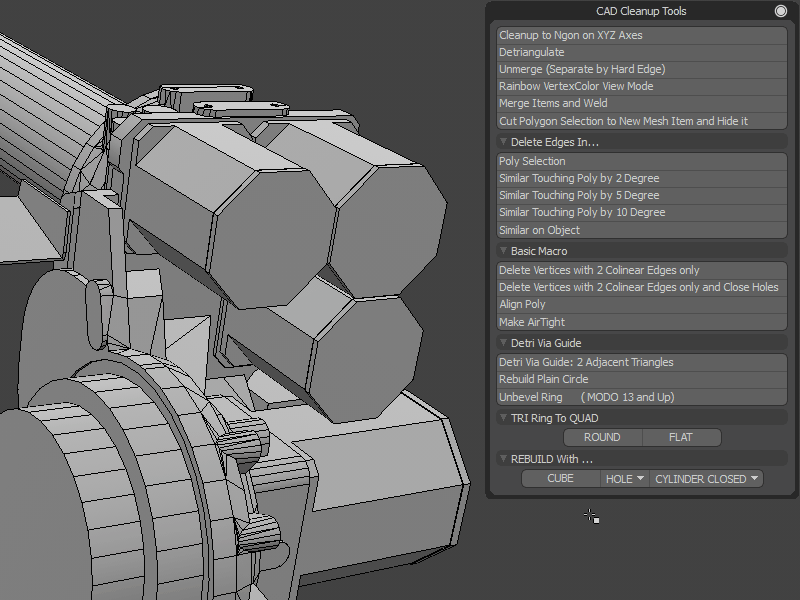 CAD Cleanup Tools
Cleanup to Ngon on XYZ Axes
Detriangulate
Unmerge (Separate by Hard Edge)
Rainbow VertexColor View Mode
Merge Items and Weld
Cut Polygon Selection to New Mesh Item and Hide it
Delete Edges In...
Poly Selection
Similar Touching Poly by 2 Degree
Similar Touching Poly by 5 Degree
Similar Touching Poly by 10 Degree
Similar on Object
Basic Macro
Delete Vertices with 2 Colinear Edges only
Delete Vertices with 2 Colinear Edges only and Close Holes
Align Poly
Make AirTight
Detri Via Guide
Detri Via Guide: 2 Adjacent Triangles
Rebuild Plain Circle
Unbevel Ring (MODO 13 and Up)
TRI Ring To QUAD
ROUND FLAT
REBUILD With ...
CUBE HOLE CYLINDER CLOSED